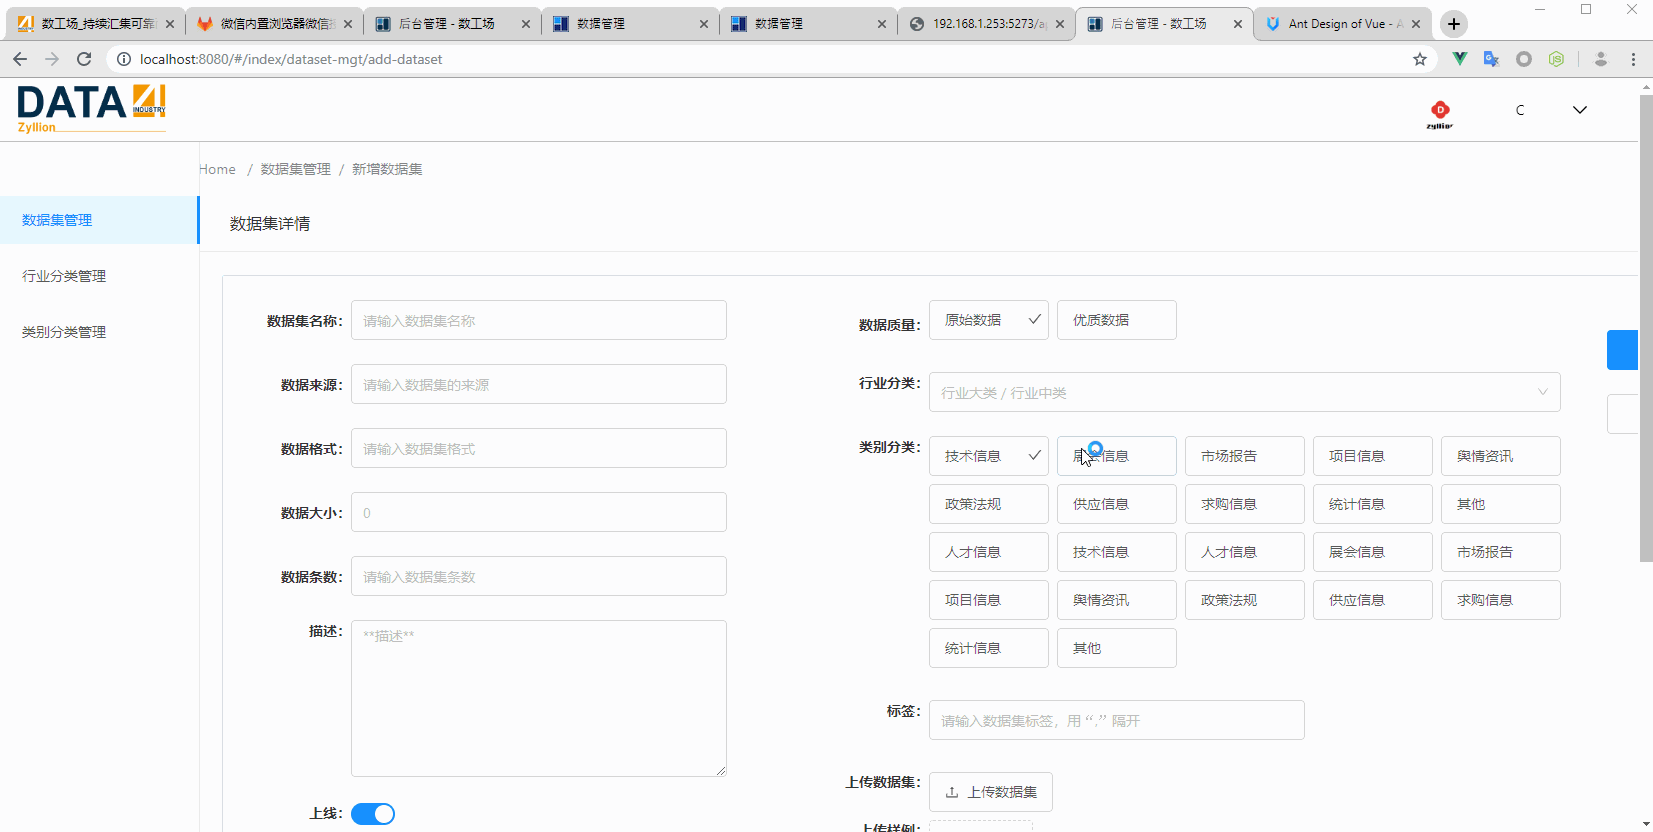 数工场_持续汇集可靠
微信内置浏览器微信
后台管理 - 数工场
数据管理
数据管理
192.168.1.253:5273/a
后台管理 - 数工场
Ant Design of Vue - A
localhost:8080/#/index/dataset-mgt/add-dataset
DATA
INDUSTRY
Zyllion
Zyllion
C
Home / 数据集管理 / 新增数据集
数据集管理
行业分类管理
类别分类管理
数据集详情
数据集名称:
请输入数据集名称
数据来源:
请输入数据集的来源
数据格式:
请输入数据集格式
数据大小:
0
数据条数:
请输入数据集条数
描述:
**描述**
上线:
数据质量:
原始数据
优质数据
行业分类:
行业大类 / 行业中类
类别分类:
技术信息 展会信息 市场报告 项目信息 舆情资讯
政策法规 供应信息 求购信息 统计信息 其他
人才信息 技术信息 人才信息 展会信息 市场报告
项目信息 舆情资讯 政策法规 供应信息 求购信息
统计信息 其他
标签:
请输入数据集标签，用 “,” 隔开
上传数据集:
上传数据集
上传样例: